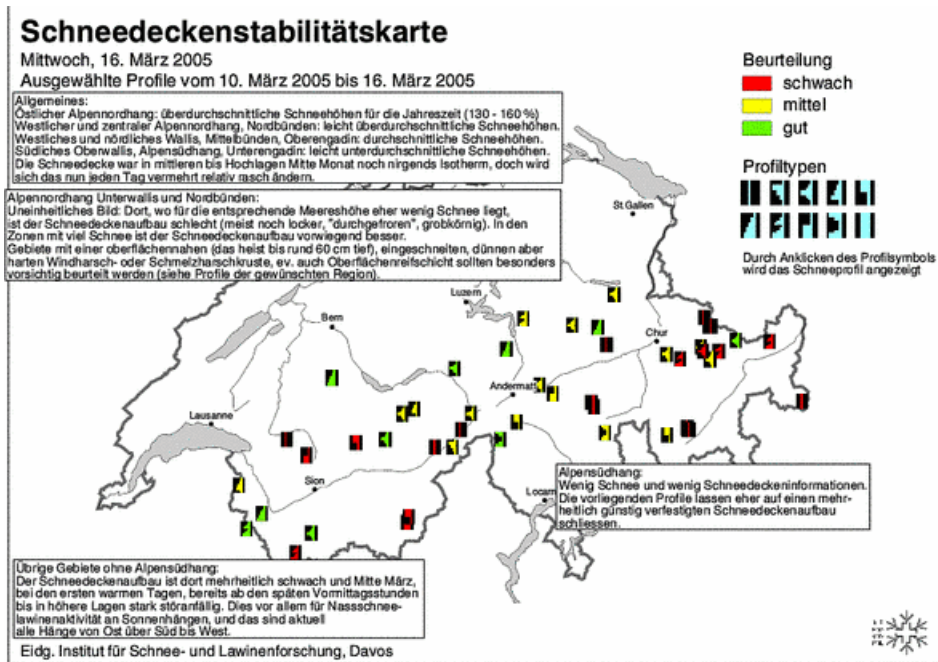 Schneedeckenstabilitätskarte
Mittwoch, 16. März 2005
Ausgewählte Profile vom 10. März 2005 bis 16. März 2005
Allgemeines:
Östlicher Alpennordhang: überdurchschnittliche Schneehöhen für die Jahreszeit (130 - 160 %)
Westlicher und zentraler Alpennordhang, Nordbünden: leicht überdurchschnittliche Schneehöhen.
Westliches und nördliches Wallis, Mittelbünden, Oberengadin: durchschnittliche Schneehöhen.
Südliches Oberwallis, Alpensüdhang, Unterengadin: leicht unterdurchschnittliche Schneehöhen.
Die Schneedecke war in mittleren bis Hochlagen Mitte Monat noch nirgends Isotherm, doch wird
sich das nun jeden Tag vermehrt relativ rasch ändern.
Alpennordhang Unterwallis und Nordbünden:
Uneinheitliches Bild: Dort, wo für die entsprechende Meereshöhe eher wenig Schnee liegt,
ist der Schneedeckenaufbau schlecht (meist noch locker, "durchgefroren", grobkörnig). In den
Zonen mit viel Schnee ist der Schneedeckenaufbau vorwiegend besser.
Gebiete mit einer oberflächennahen (das heist bis rund 60 cm tief), eingeschneiten, dünnen aber
harten Windharsch- oder Schmelzharschkruste, ev. auch Oberflächenreifschicht sollten besonders
vorsichtig beurteilt werden (siehe Profile der gewünschten Region).
Beurteilung
schwach
mittel
gut
Profiltypen
Durch Anklicken des Profilsymbols
wird das Schneeprofil angezeigt
St.Gallen
Luzern
Bern
Chur
Andermatt
Lausanne
Sion
Locarn
Alpensüdhang:
Wenig Schnee und wenig Schneedeckeninformationen.
Die vorliegenden Profile lassen eher auf einen mehr-
heitlich günstig verfestigten Schneedeckenaufbau
schliessen.
Übrige Gebiete ohne Alpensüdhang:
Der Schneedeckenaufbau ist dort mehrheitlich schwach und Mitte März,
bei den ersten warmen Tagen, bereits ab den späten Vormittagsstunden
bis in höhere Lagen stark störanfällig. Dies vor allem für Nassschnee-
lawinenaktivität an Sonnenhängen, und das sind aktuell
alle Hänge von Ost über Süd bis West.
Eidg. Institut für Schnee- und Lawinenforschung, Davos